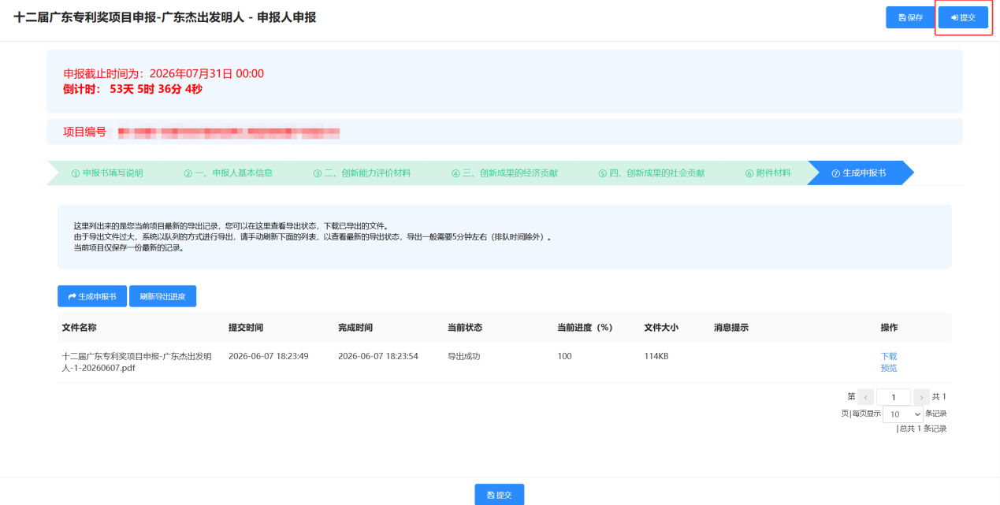 十二届广东专利奖项目申报-广东杰出发明人 - 申报人申报
保存
提交
申报截止时间为：2026年07月31日 00:00
倒计时： 53天 5时 36分 4秒
项目编号
① 申报书填写说明
② 一、申报人基本信息
③ 二、创新能力评价材料
④ 三、创新成果的经济贡献
⑤ 四、创新成果的社会贡献
⑥ 附件材料
⑦ 生成申报书
这里列出来的是您当前项目最新的导出记录，您可以在这里查看导出状态，下载已导出的文件。
由于导出文件过大，系统以队列的方式进行导出，请手动刷新下面的列表，以查看最新的导出状态，导出一般需要5分钟左右（排队时间除外）。
当前项目仅保存一份最新的记录。
生成申报书
刷新导出进度
文件名称 提交时间 完成时间 当前状态 当前进度（%） 文件大小 消息提示 操作
十二届广东专利奖项目申报-广东杰出发明 2026-06-07 18:23:49 2026-06-07 18:23:54 导出成功 100 114KB 下载
人-1-20260607.pdf 预览
第 < 1 > 共 1
页|每页显示 10 条记录
|总共 1 条记录
提交